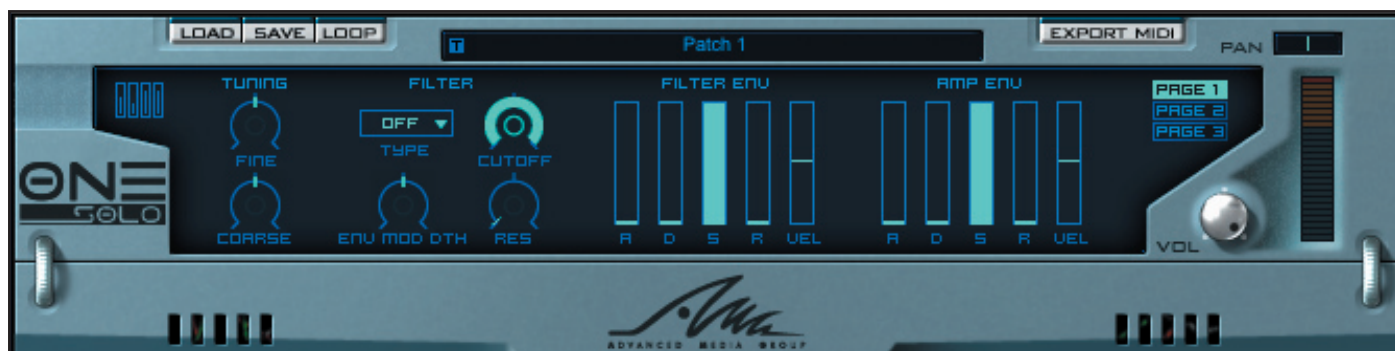 LOAD SAVE LOOP
EXPORT MIDI
T Patch 1
PAN
TUNING
FILTER
FILTER ENV
AMP ENV
PAGE 1
PAGE 2
PAGE 3
OFF
TYPE
FINE
CUTOFF
COARSE
ENV MOD DTH
RES
A D S R VEL
A D S R VEL
ONE
SOLO
VOL
AMG
ADVANCED MEDIA GROUP